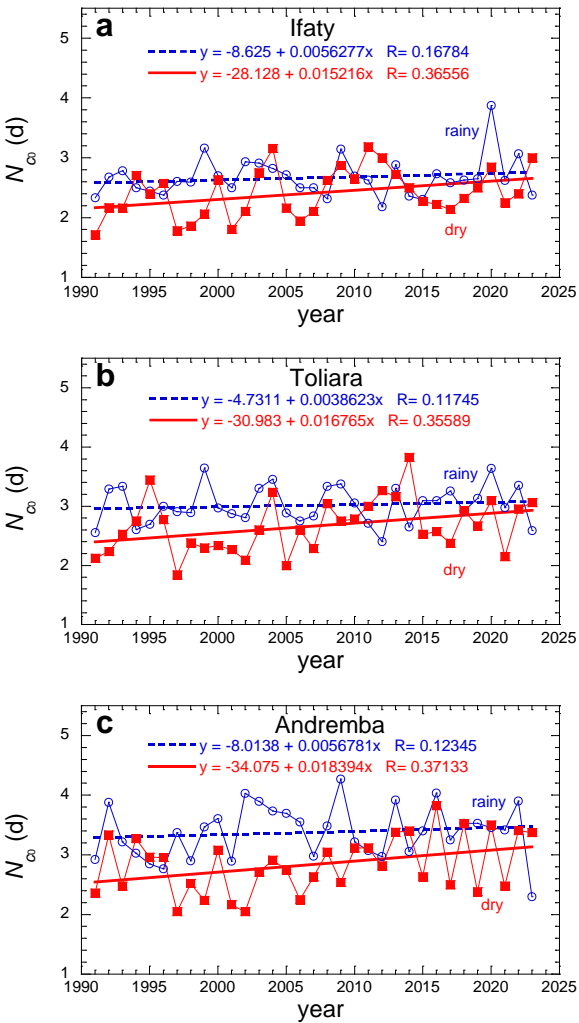 a
Ifaty
y = -8.625 + 0.0056277x R= 0.16784
y = -28.128 + 0.015216x R= 0.36556
5
4
3
2
1
N c0 (d)
rainy
dry
1990 1995 2000 2005 2010 2015 2020 2025
year
b
Toliara
y = -4.7311 + 0.0038623x R= 0.11745
y = -30.983 + 0.016765x R= 0.35589
5
4
3
2
1
N c0 (d)
rainy
dry
1990 1995 2000 2005 2010 2015 2020 2025
year
c
Andremba
y = -8.0138 + 0.0056781x R= 0.12345
y = -34.075 + 0.018394x R= 0.37133
5
4
3
2
1
N c0 (d)
rainy
dry
1990 1995 2000 2005 2010 2015 2020 2025
year